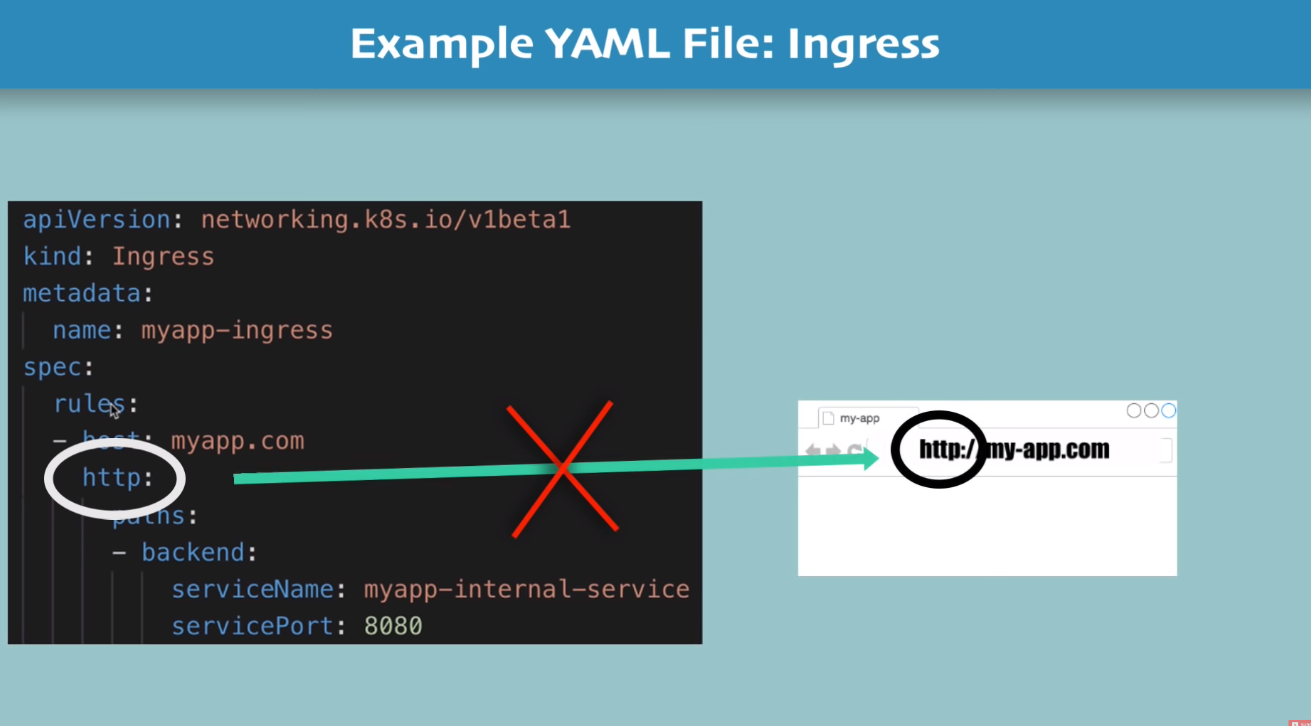 Example YAML File: Ingress
apiVersion: networking.k8s.io/v1beta1
kind: Ingress
metadata:
name: myapp-ingress
spec:
rules:
- host: myapp.com
http:
paths:
- backend:
serviceName: myapp-internal-service
servicePort: 8080
my-app
http://my-app.com